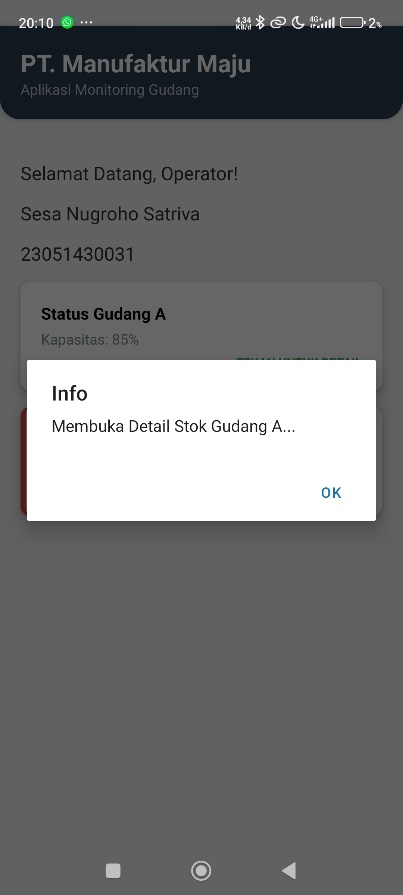 20:10
4,34 KB/d 4G+ 2%
PT. Manufaktur Maju
Aplikasi Monitoring Gudang
Selamat Datang, Operator!
Sesa Nugroho Satriva
23051430031
Status Gudang A
Kapasitas: 85%
Info
Membuka Detail Stok Gudang A...
OK